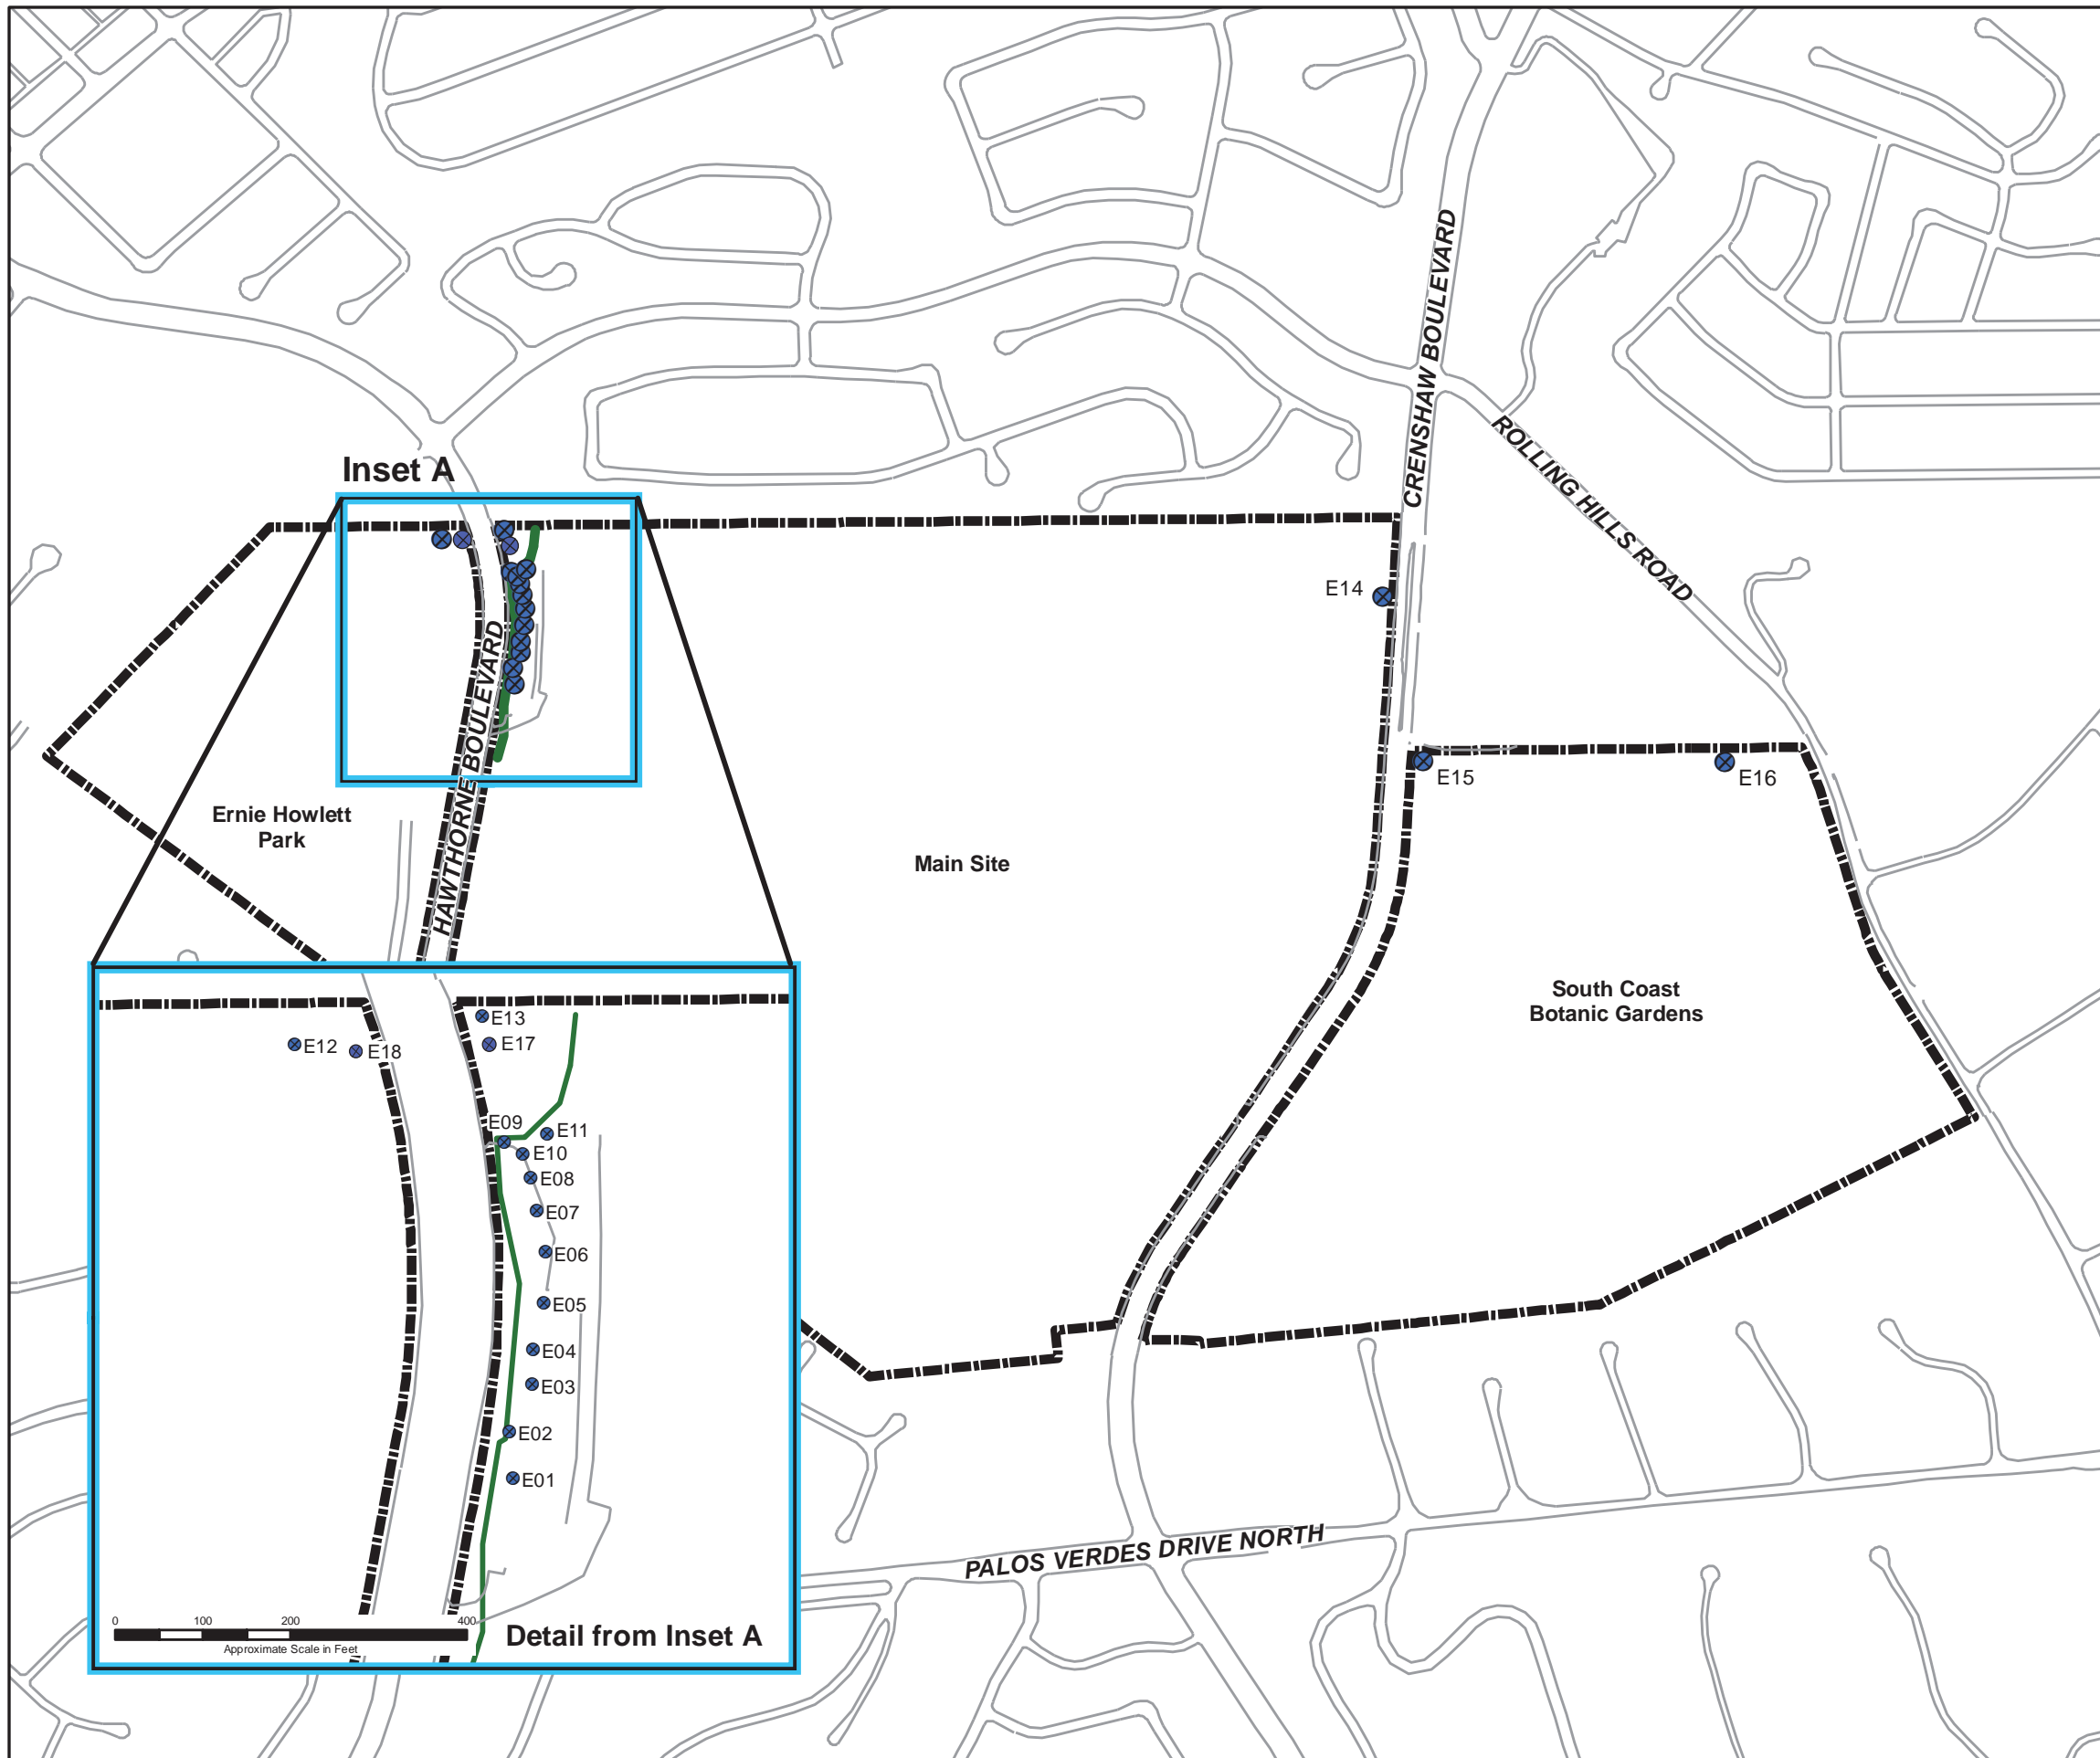 CRENSHAW BOULEVARD
ROLLING HILLS ROAD
Inset A
E14
HAWTHORNE BOULEVARD
E15
E16
Ernie Howlett
Park
Main Site
South Coast
Botanic Gardens
E13
E12
E18
E17
E09
E11
E10
E08
E07
E06
E05
E04
E03
E02
E01
PALOS VERDES DRIVE NORTH
0 100 200 400
Approximate Scale in Feet
Detail from Inset A